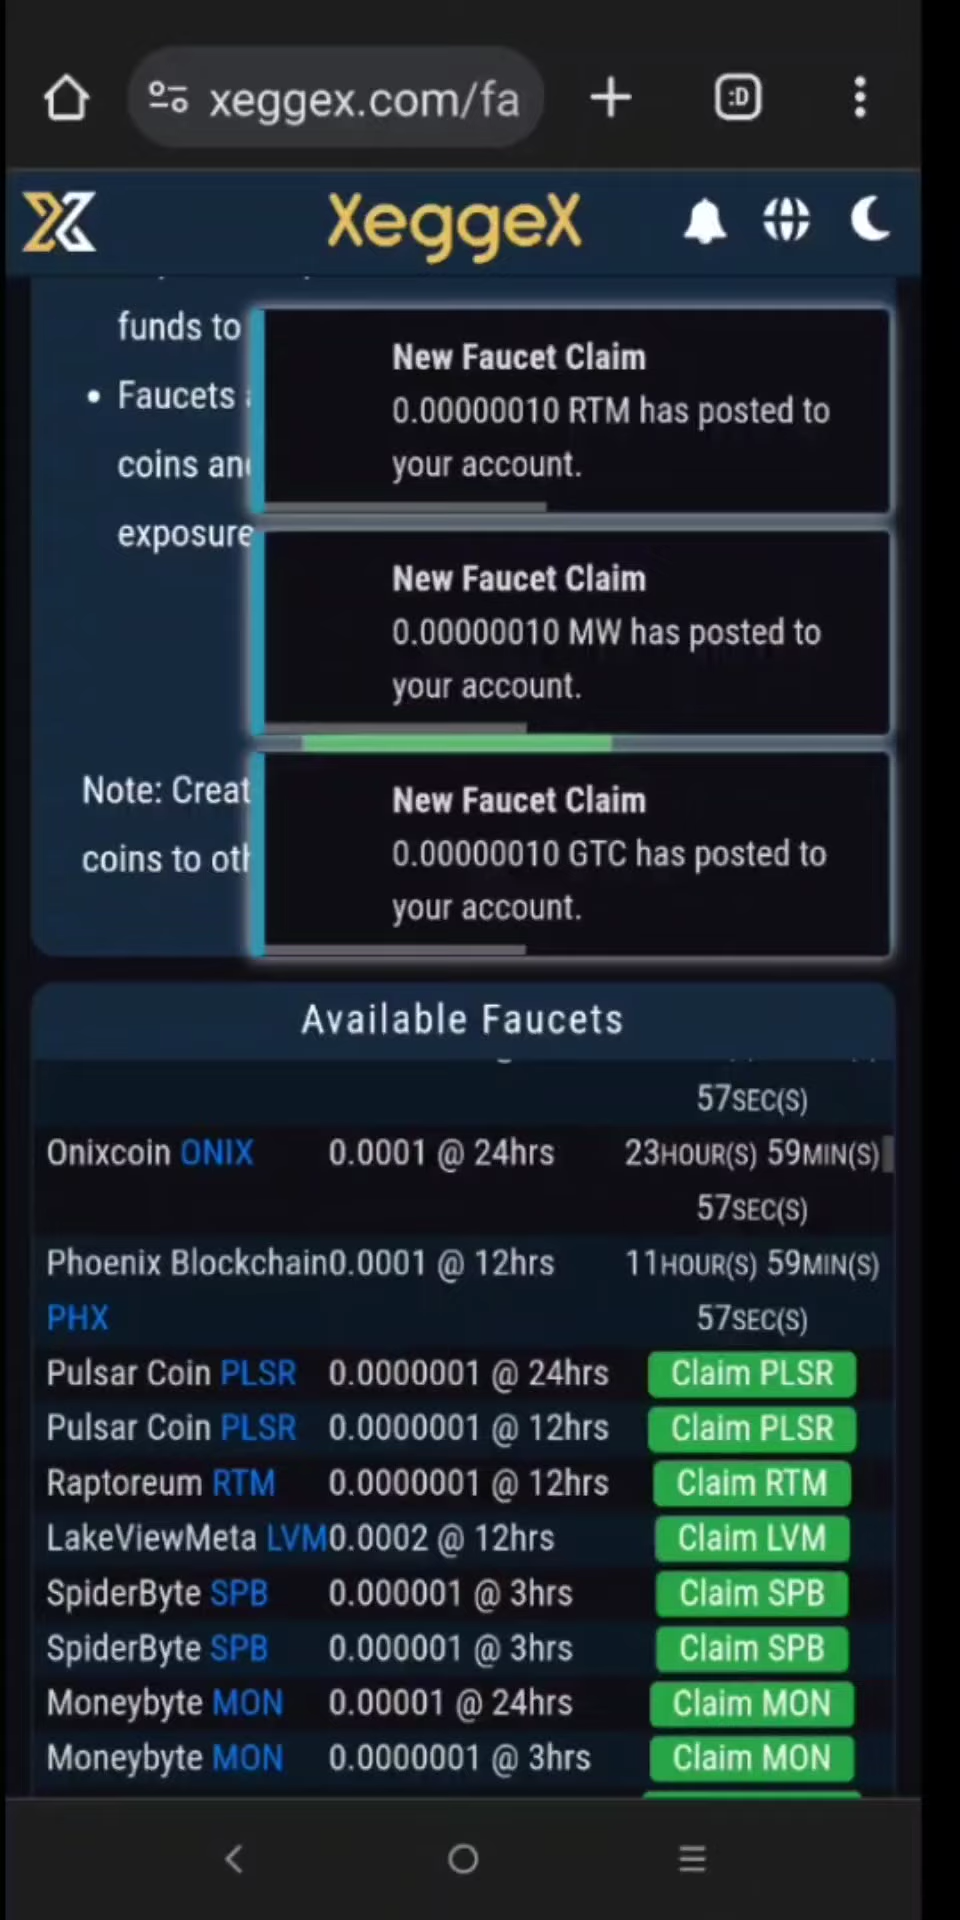 xeggex.com/fa
:D
XeggeX
funds to
Faucets
coins and
exposure
New Faucet Claim
0.00000010 RTM has posted to
your account.
New Faucet Claim
0.00000010 MW has posted to
your account.
Note: Creat
coins to oth
New Faucet Claim
0.00000010 GTC has posted to
your account.
Available Faucets
57SEC(S)
Onixcoin ONIX 0.0001 @ 24hrs 23HOUR(S) 59MIN(S)
57SEC(S)
Phoenix Blockchain 0.0001 @ 12hrs 11HOUR(S) 59MIN(S)
PHX 57SEC(S)
Pulsar Coin PLSR 0.0000001 @ 24hrs Claim PLSR
Pulsar Coin PLSR 0.0000001 @ 12hrs Claim PLSR
Raptoreum RTM 0.0000001 @ 12hrs Claim RTM
LakeViewMeta LVM 0.0002 @ 12hrs Claim LVM
SpiderByte SPB 0.000001 @ 3hrs Claim SPB
SpiderByte SPB 0.000001 @ 3hrs Claim SPB
Moneybyte MON 0.00001 @ 24hrs Claim MON
Moneybyte MON 0.0000001 @ 3hrs Claim MON